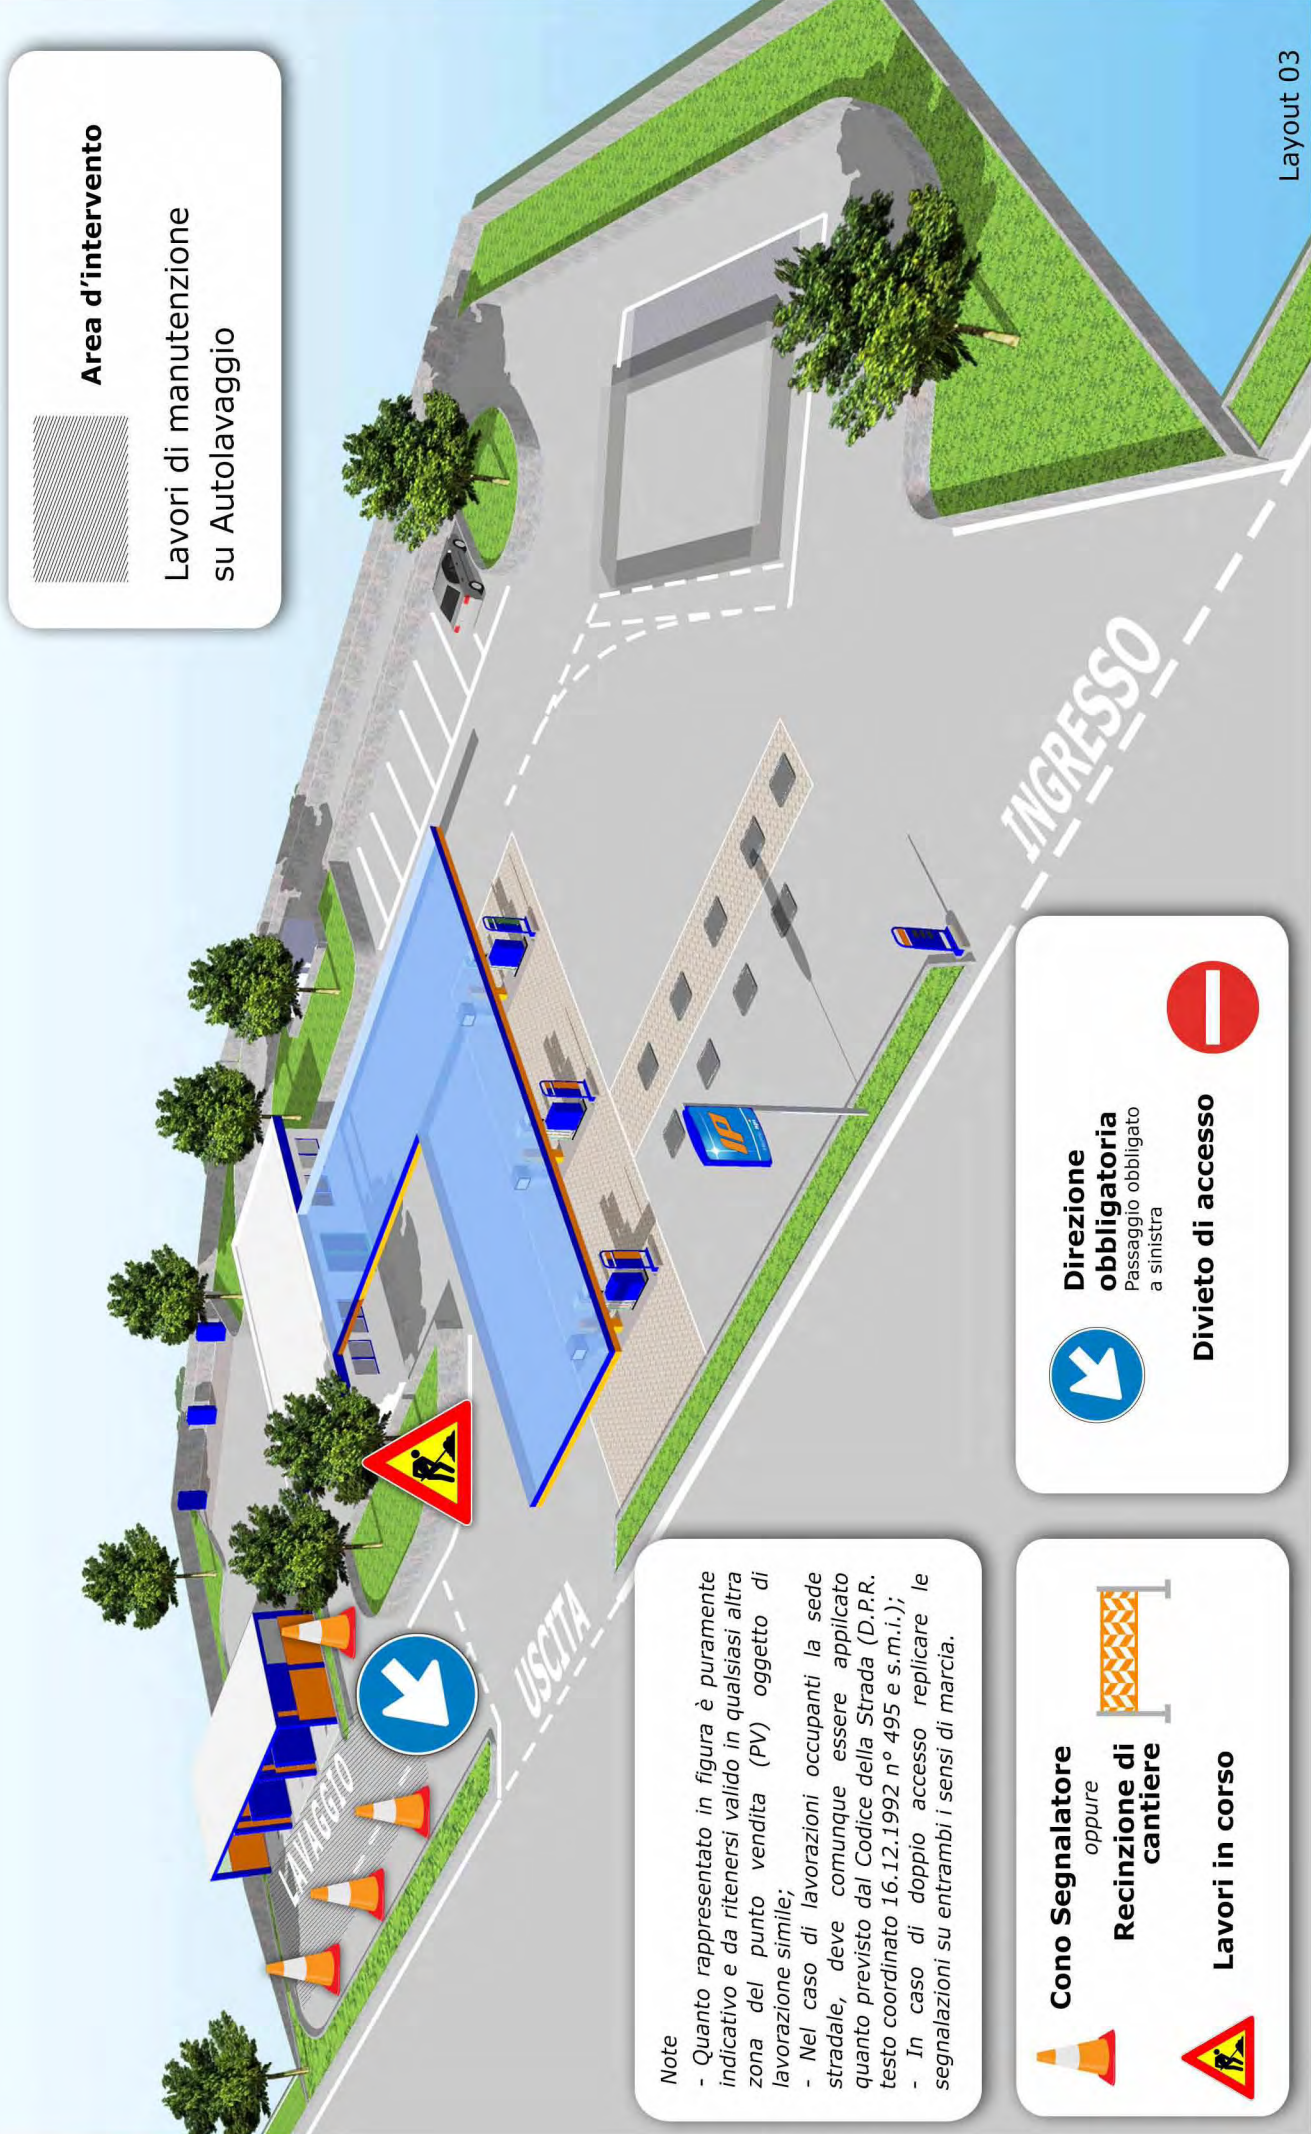 Area d'intervento
Lavori di manutenzione
su Autolavaggio
LAVAGGIO
USCITA
INGRESSO
IP
Note
- Quanto rappresentato in figura è puramente
indicativo e da ritenersi valido in qualsiasi altra
zona del punto vendita (PV) oggetto di
lavorazione simile;
- Nel caso di lavorazioni occupanti la sede
stradale, deve comunque essere appilcato
quanto previsto dal Codice della Strada (D.P.R.
testo coordinato 16.12.1992 n° 495 e s.m.i.);
- In caso di doppio accesso replicare le
segnalazioni su entrambi i sensi di marcia.
Cono Segnalatore
oppure
Recinzione di
cantiere
Lavori in corso
Direzione
obbligatoria
Passaggio obbligato
a sinistra
Divieto di accesso
Layout 03